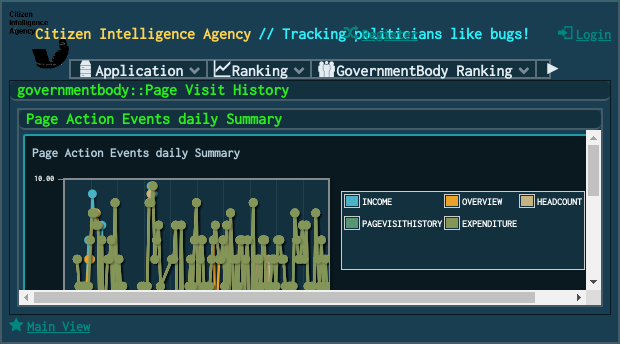 Citizen
Intelligence
Agency
Citizen Intelligence Agency // Tracking politicians like bugs!
Register
Login
Application
Ranking
GovernmentBody Ranking
governmentbody::Page Visit History
Page Action Events daily Summary
Page Action Events daily Summary
10.00
INCOME
OVERVIEW
HEADCOUNT
PAGEVISITHISTORY
EXPENDITURE
Main View